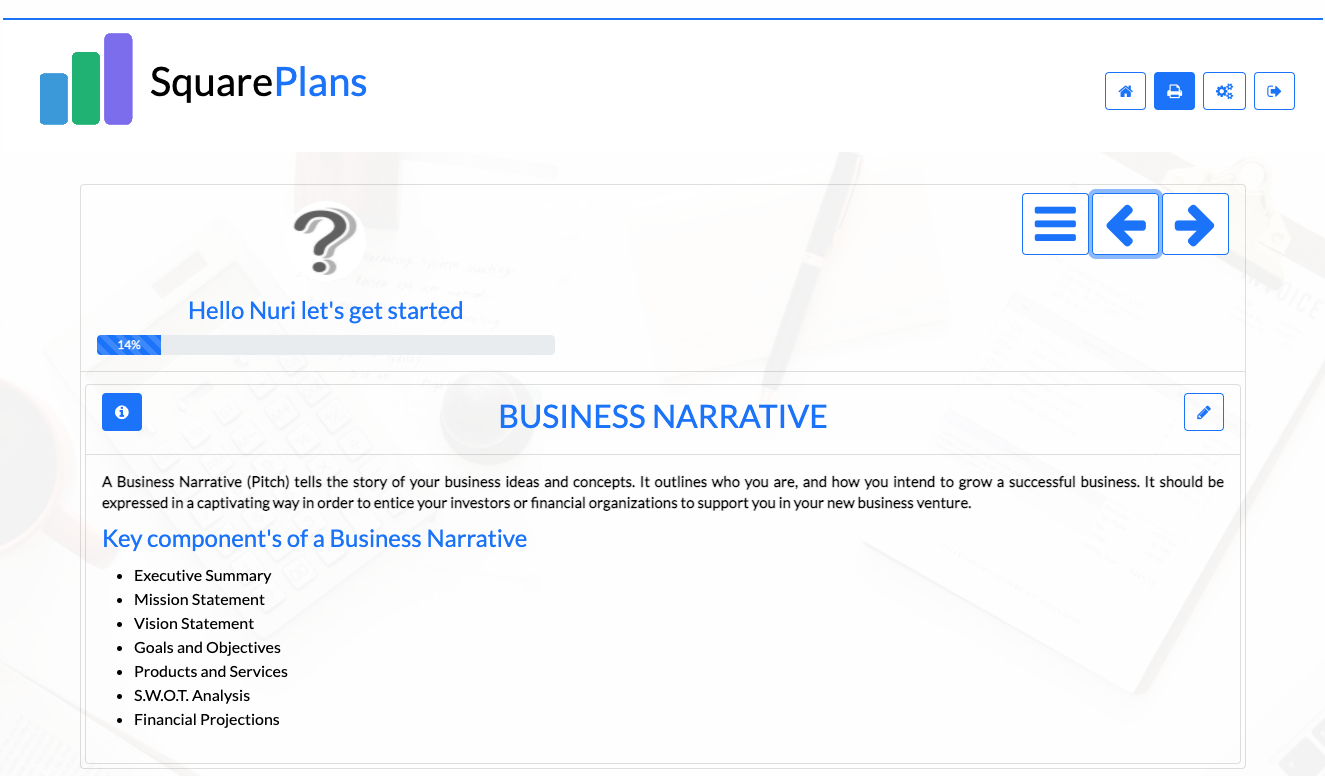 SquarePlans
Hello Nuri let's get started
14%
BUSINESS NARRATIVE
A Business Narrative (Pitch) tells the story of your business ideas and concepts. It outlines who you are, and how you intend to grow a successful business. It should be
expressed in a captivating way in order to entice your investors or financial organizations to support you in your new business venture.
Key component's of a Business Narrative
Executive Summary
Mission Statement
Vision Statement
Goals and Objectives
Products and Services
S.W.O.T. Analysis
Financial Projections